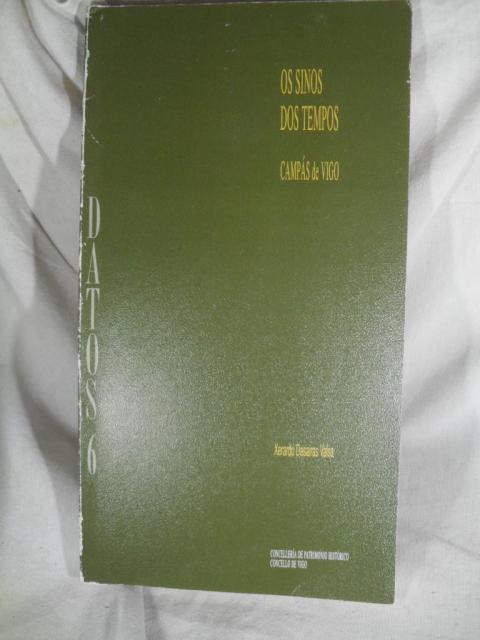 OS SINOS
DOS TEMPOS
CAMPÁS de VIGO
DATOS 6
Xerardo Dasairas Valsa
CONCELLERÍA DE PATRIMONIO HISTÓRICO
CONCELLO DE VIGO